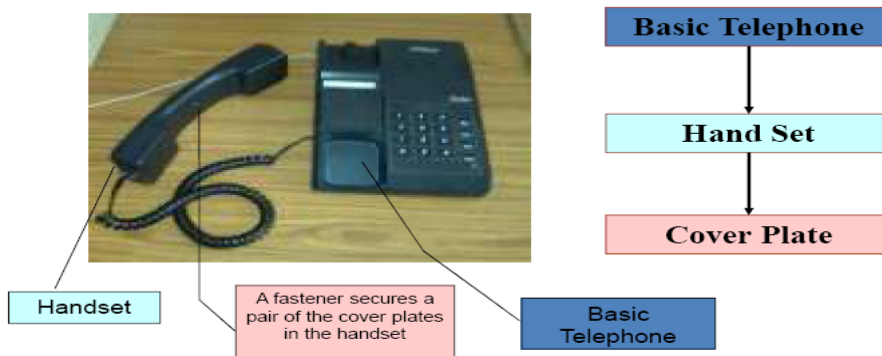 Basic Telephone
Hand Set
Cover Plate
Handset
A fastener secures a
pair of the cover plates
in the handset
Basic
Telephone